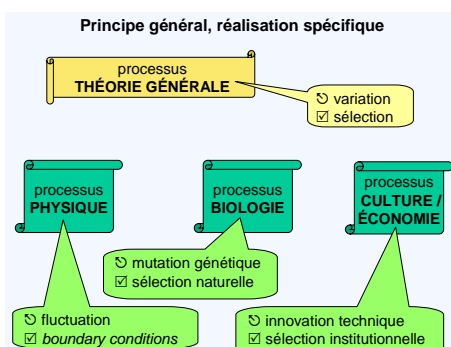 Principe général, réalisation spécifique
processus
THÉORIE GÉNÉRALE
⎋ variation
☑ sélection
processus
PHYSIQUE
processus
BIOLOGIE
processus
CULTURE /
ÉCONOMIE
⎋ mutation génétique
☑ sélection naturelle
⎋ fluctuation
☑ boundary conditions
⎋ innovation technique
☑ sélection institutionnelle